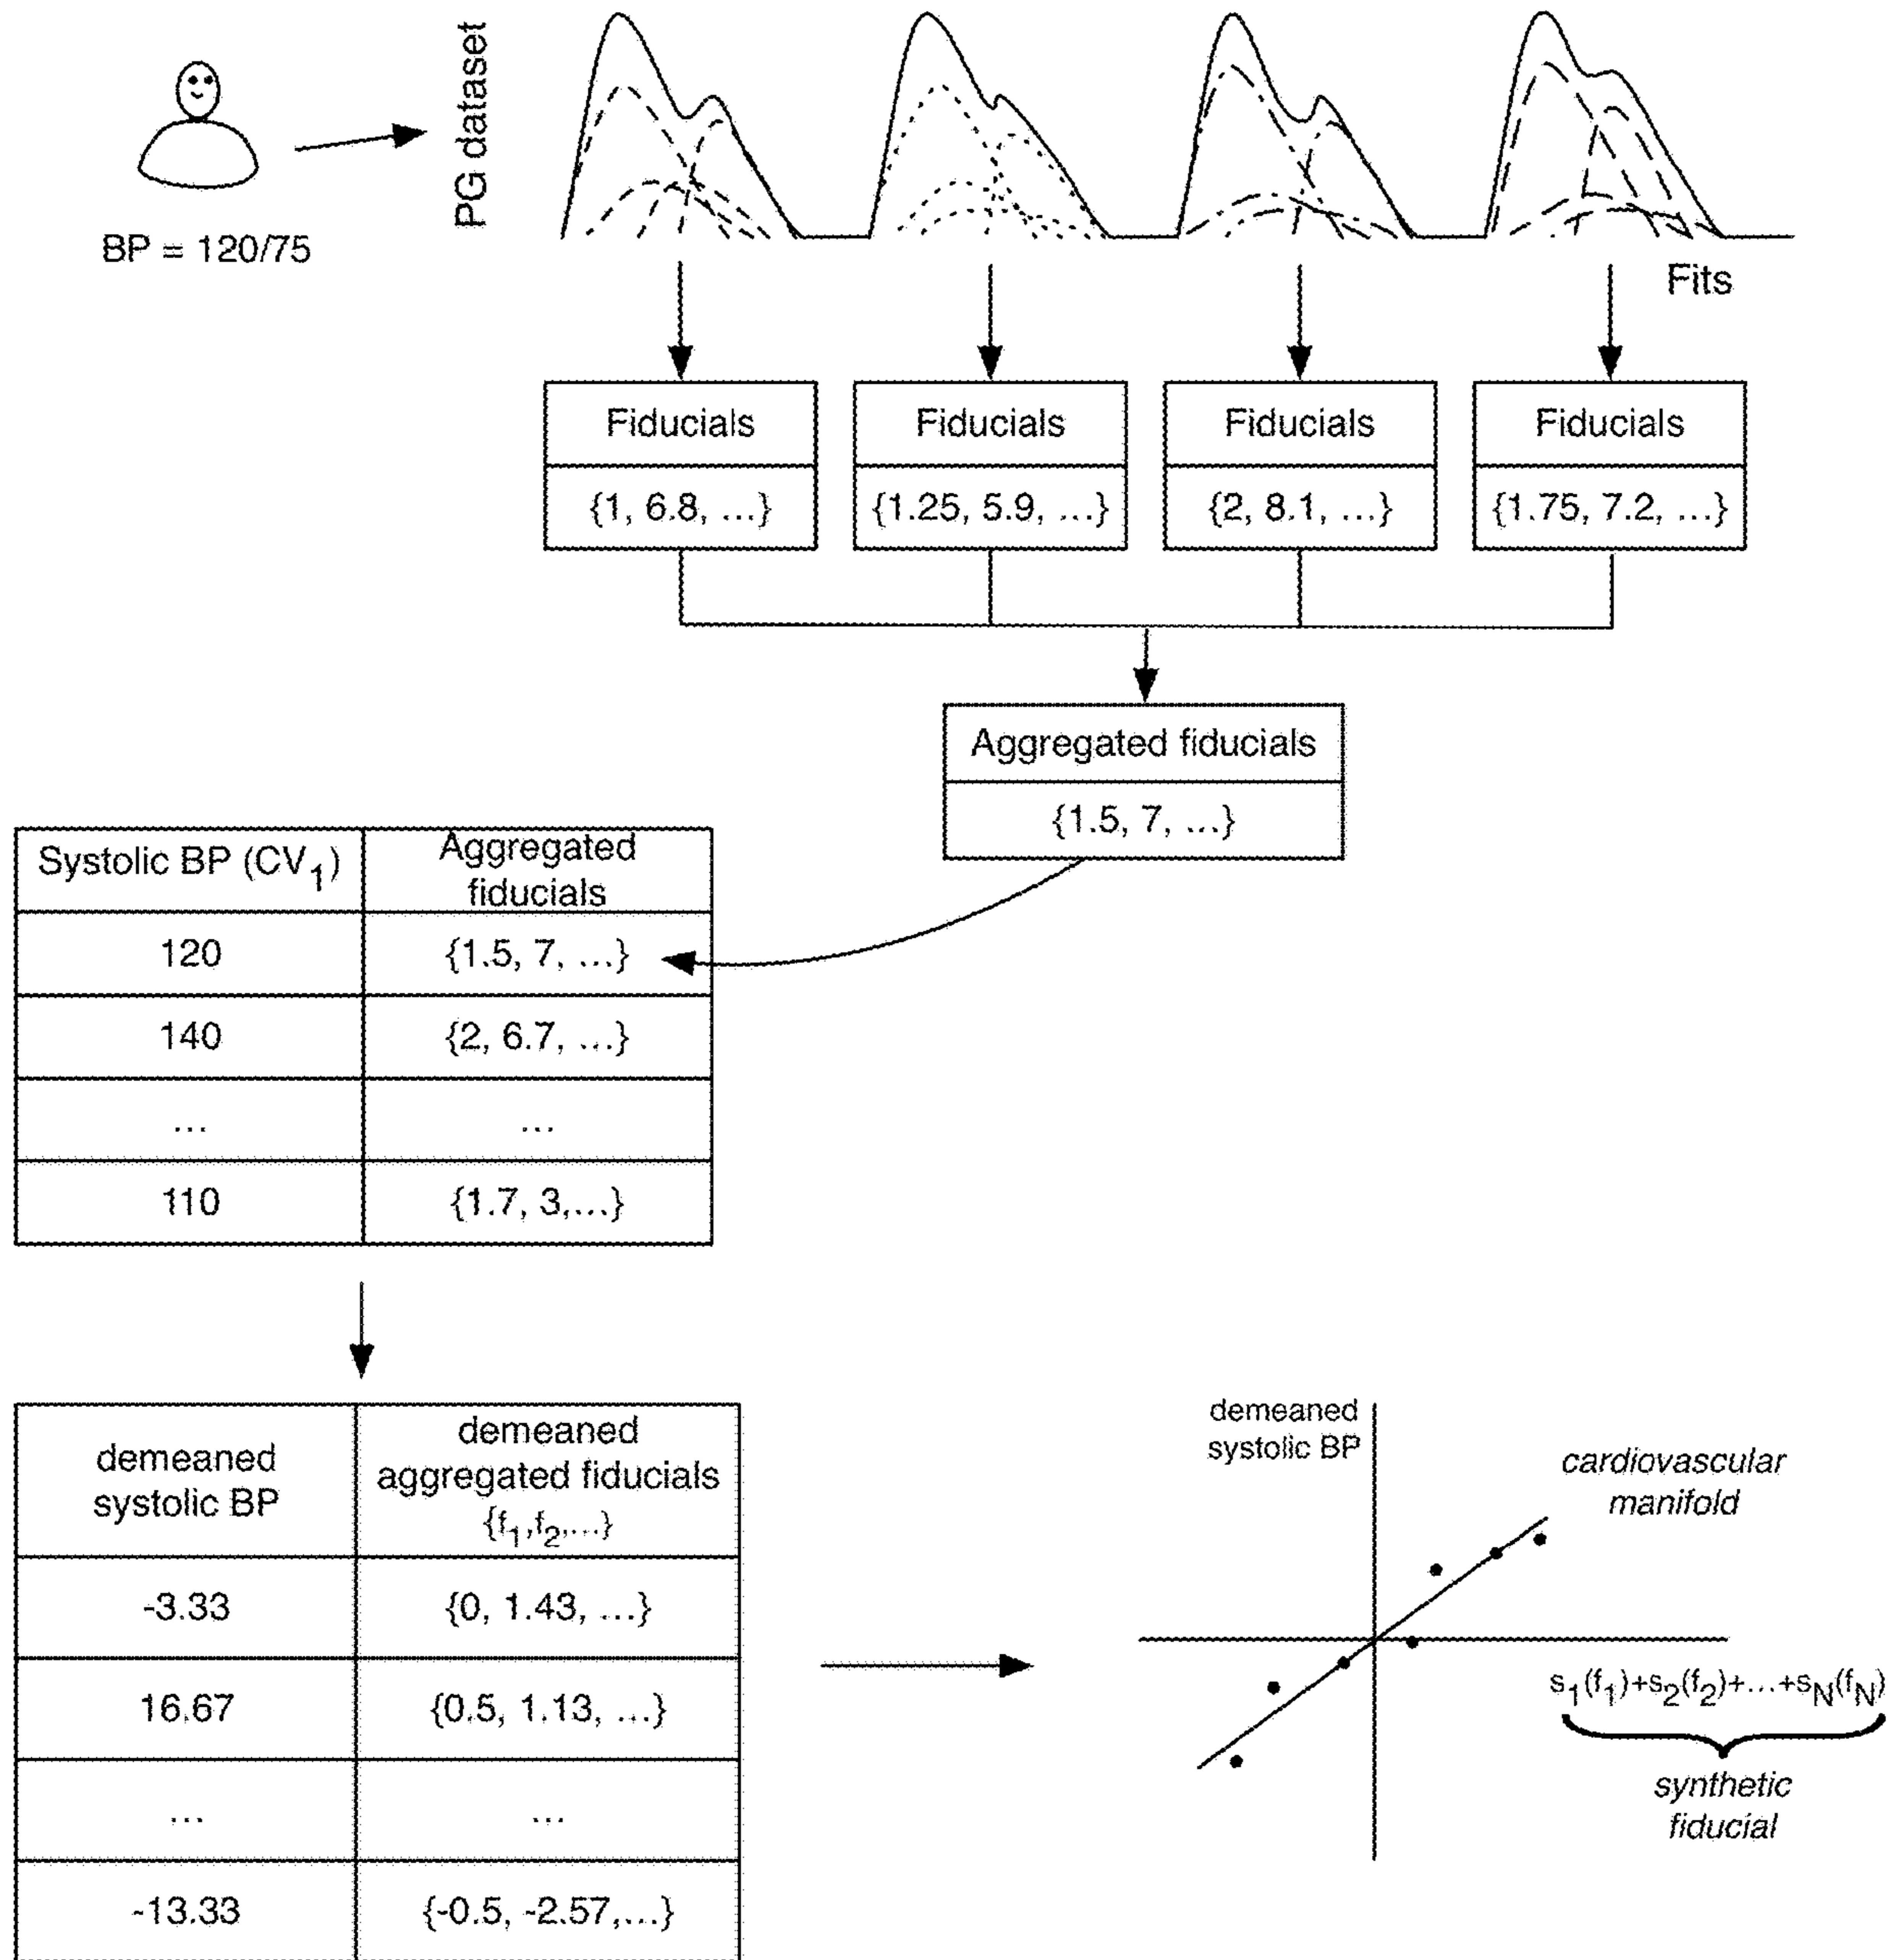 PG dataset
BP = 120/75
Fits
Fiducials
{1, 6.8, ...}
Fiducials
{1.25, 5.9, ...}
Fiducials
{2, 8.1, ...}
Fiducials
{1.75, 7.2, ...}
Aggregated fiducials
{1.5, 7, ...}
Systolic BP (CV₁)
Aggregated
fiducials
120
{1.5, 7, ...}
140
{2, 6.7, ...}
...
...
110
{1.7, 3,...}
demeaned
systolic BP
demeaned
aggregated fiducials
{f₁,f₂,...}
-3.33
{0, 1.43, ...}
16.67
{0.5, 1.13, ...}
...
...
-13.33
{-0.5, -2.57,...}
demeaned
systolic BP
cardiovascular
manifold
s₁(f₁)+s₂(f₂)+...+s_N(f_N)
synthetic
fiducial